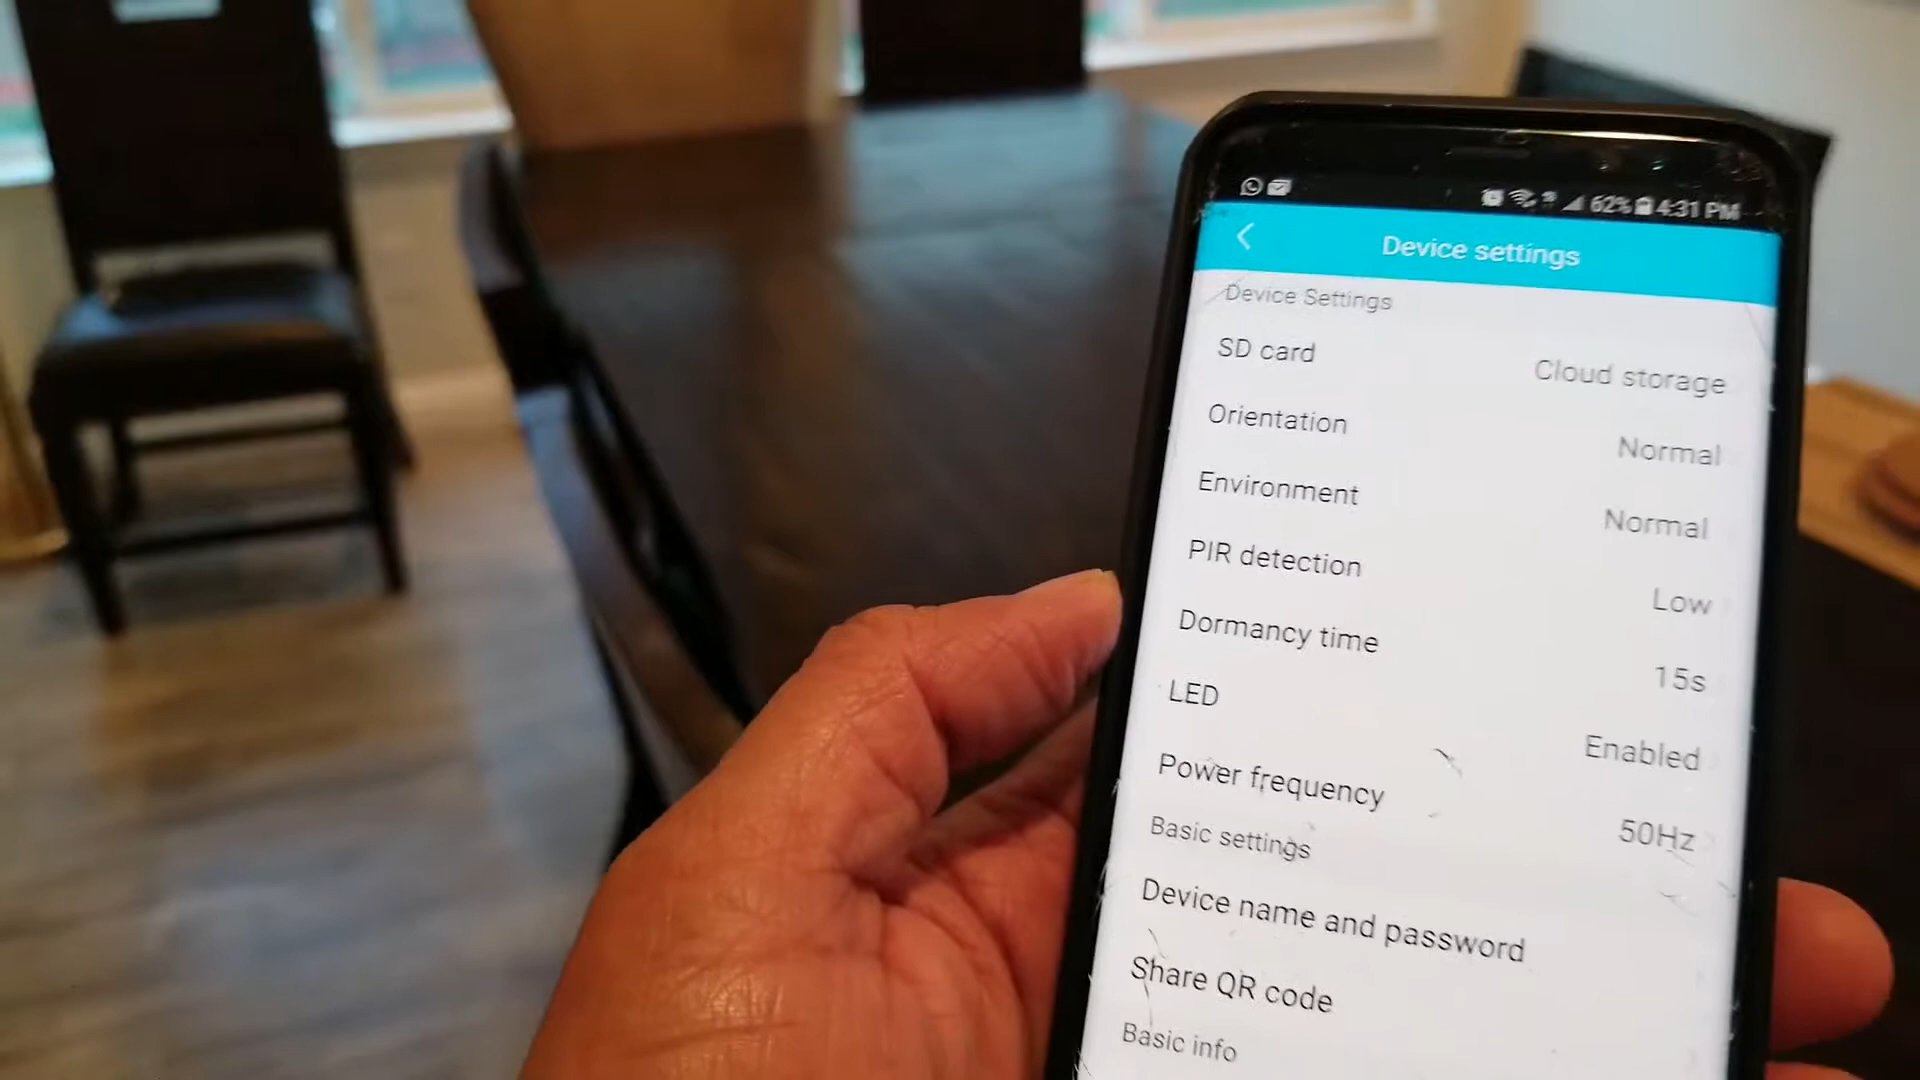 62% 4:31 PM
Device settings
Device Settings
SD card Cloud storage
Orientation Normal
Environment Normal
PIR detection Low
Dormancy time 15s
LED Enabled
Power frequency 50Hz
Basic settings
Device name and password
Share QR code
Basic info